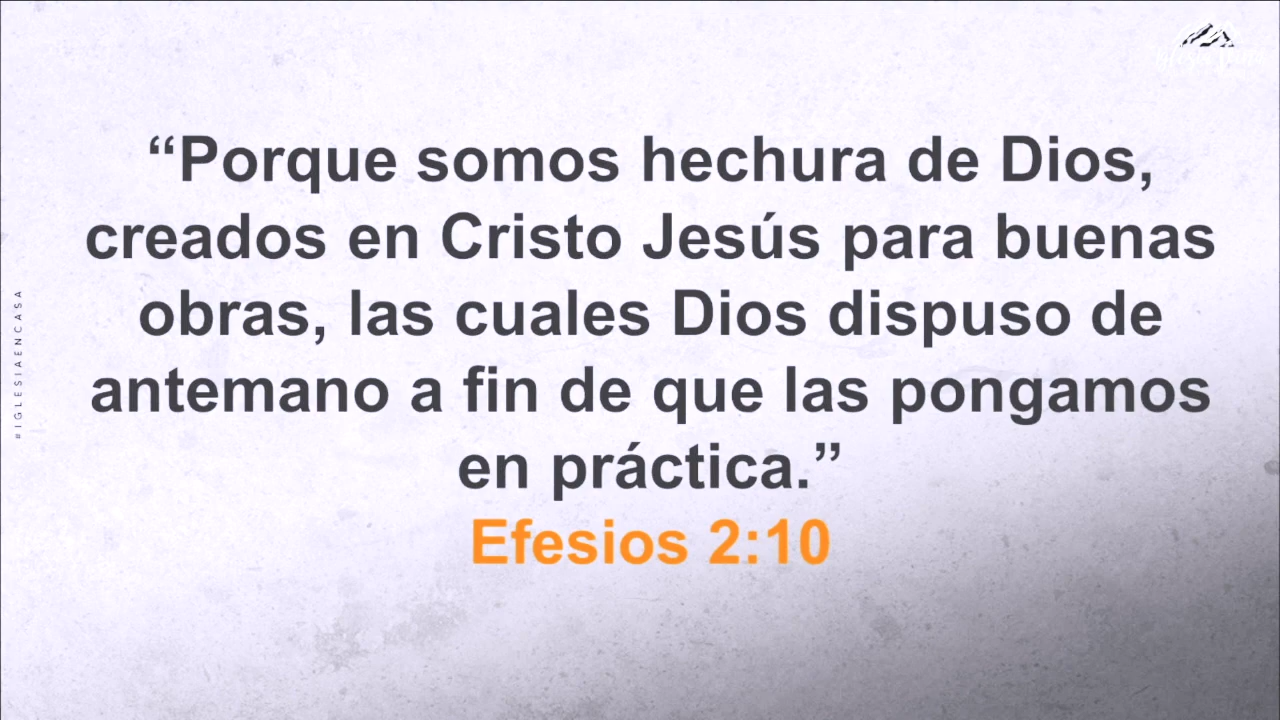 “Porque somos hechura de Dios,
creados en Cristo Jesús para buenas
obras, las cuales Dios dispuso de
antemano a fin de que las pongamos
en práctica.”
Efesios 2:10
#IGLESIAENCASA